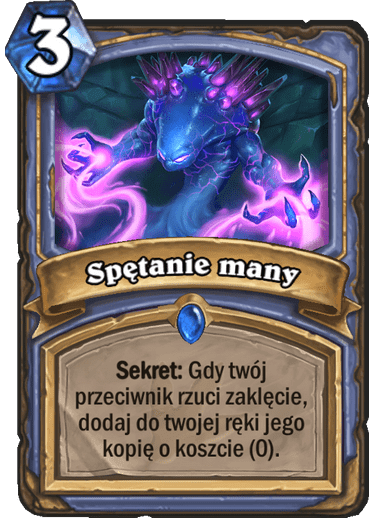 3
Spętanie many
Sekret: Gdy twój
przeciwnik rzuci zaklęcie,
dodaj do twojej ręki jego
kopię o koszcie (0).